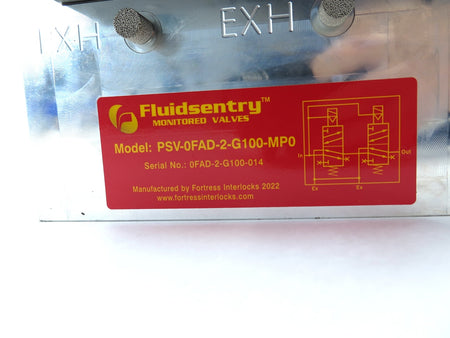 EXH
EXH
Fluidsentry™
MONITORED VALVES
Model: PSV-0FAD-2-G100-MP0
Serial No.: 0FAD-2-G100-014
Manufactured by Fortress Interlocks 2022
www.fortressinterlocks.com
In
Out
Ex
Ex